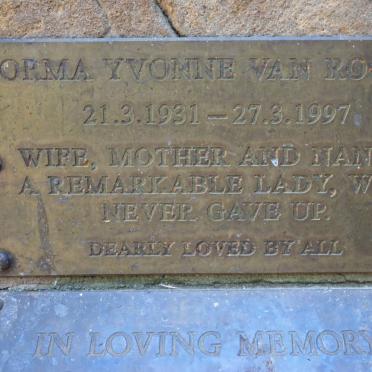 ORMA YVONNE VAN RO
21.3.1931 – 27.3.1997
WIFE, MOTHER AND NAN
A REMARKABLE LADY, W
NEVER GAVE UP.
DEARLY LOVED BY ALL
IN LOVING MEMORY